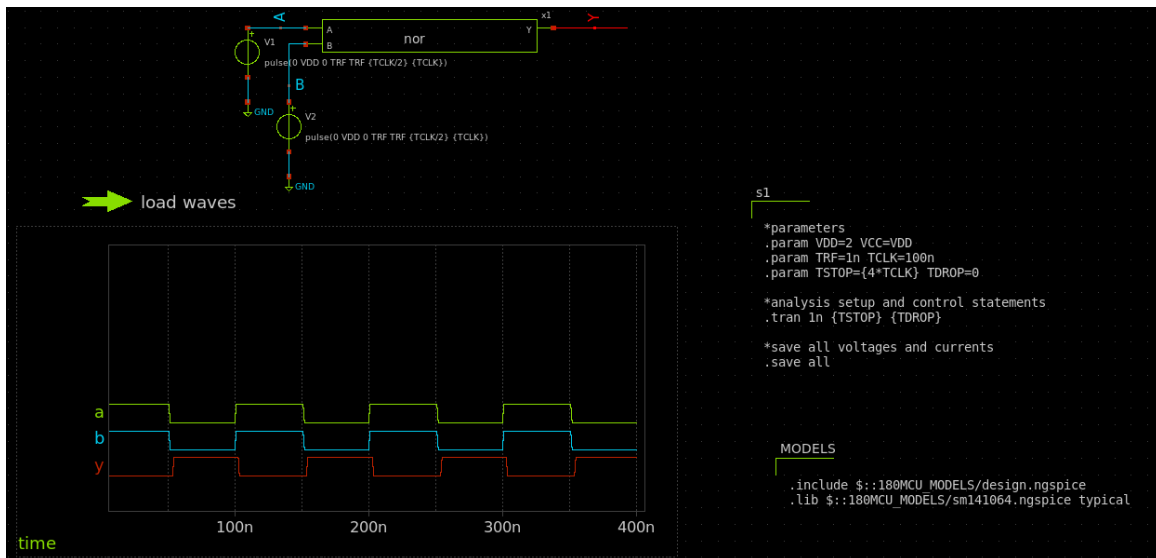 A
x1
Y
A
Y
nor
B
V1
pulse(0 VDD 0 TRF TRF {TCLK/2} {TCLK})
B
GND
V2
pulse(0 VDD 0 TRF TRF {TCLK/2} {TCLK})
GND
load waves
a
b
y
100n
200n
300n
400n
time
s1
*parameters
.param VDD=2 VCC=VDD
.param TRF=1n TCLK=100n
.param TSTOP={4*TCLK} TDROP=0
*analysis setup and control statements
.tran 1n {TSTOP} {TDROP}
*save all voltages and currents
.save all
MODELS
.include $::180MCU_MODELS/design.ngspice
.lib $::180MCU_MODELS/sm141064.ngspice typical